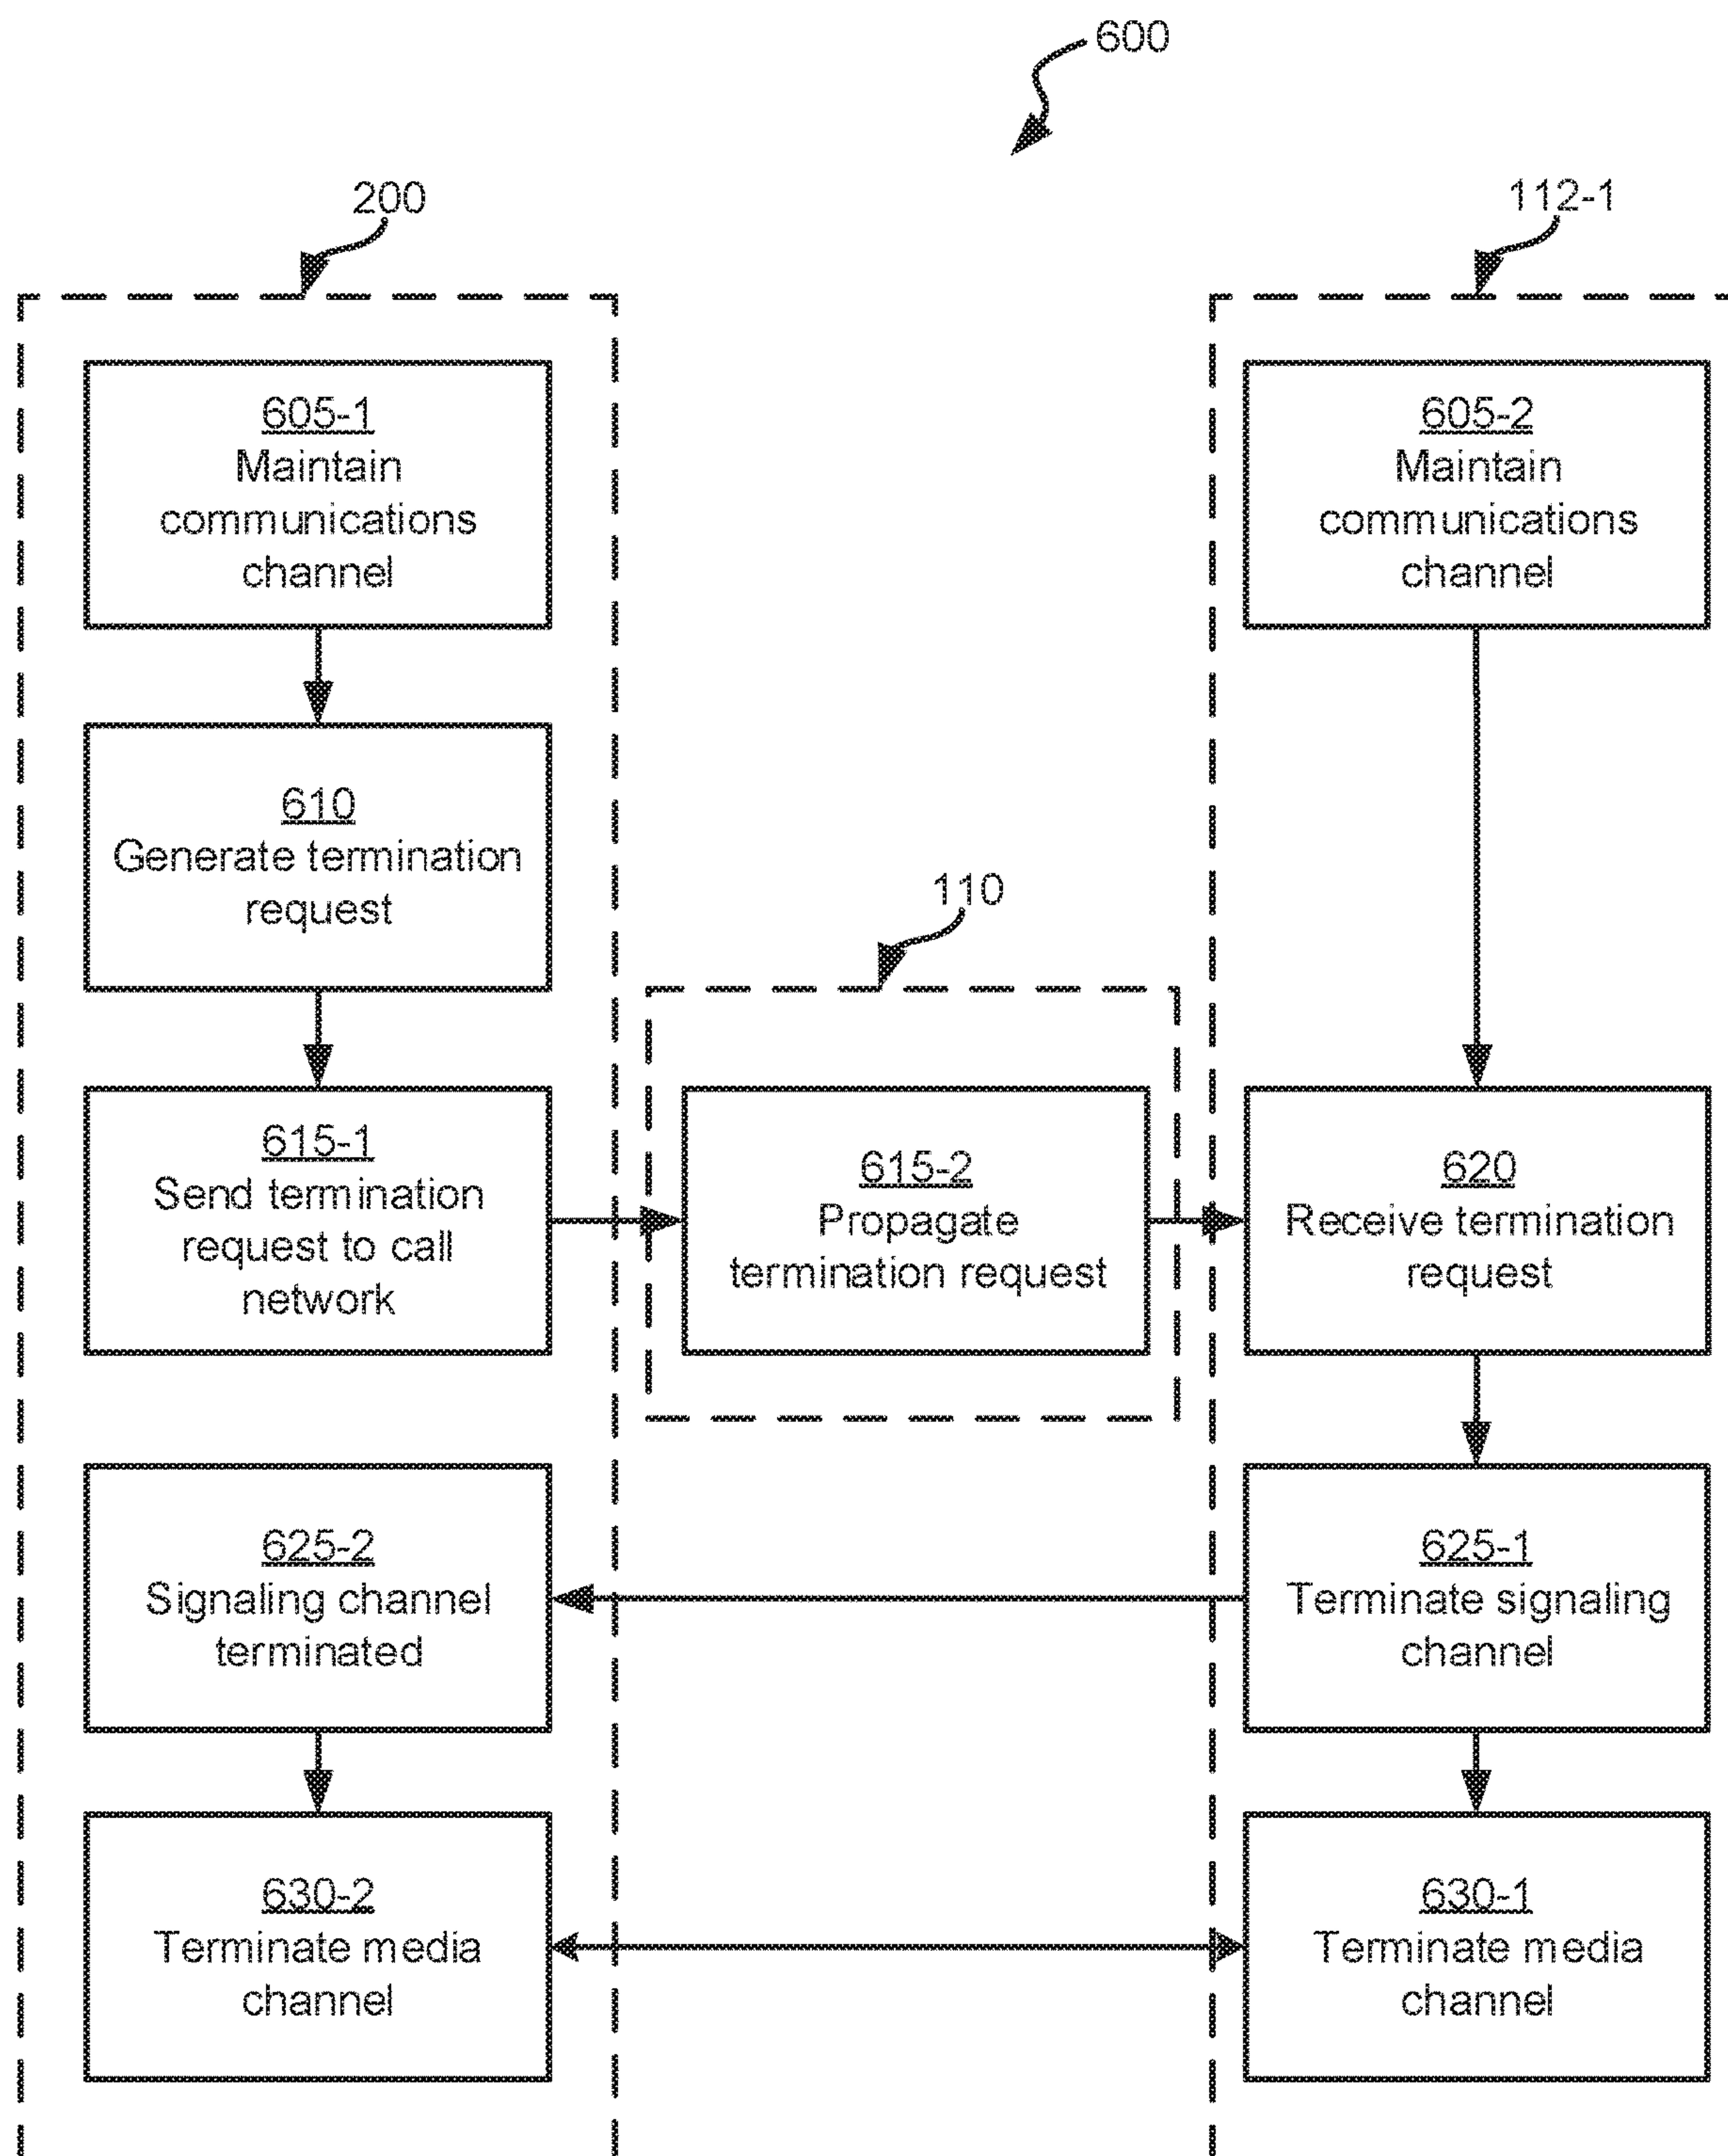 600
200
112-1
605-1
Maintain
communications
channel
605-2
Maintain
communications
channel
610
Generate termination
request
110
615-1
Send termination
request to call
network
615-2
Propagate
termination request
620
Receive termination
request
625-2
Signaling channel
terminated
625-1
Terminate signaling
channel
630-2
Terminate media
channel
630-1
Terminate media
channel